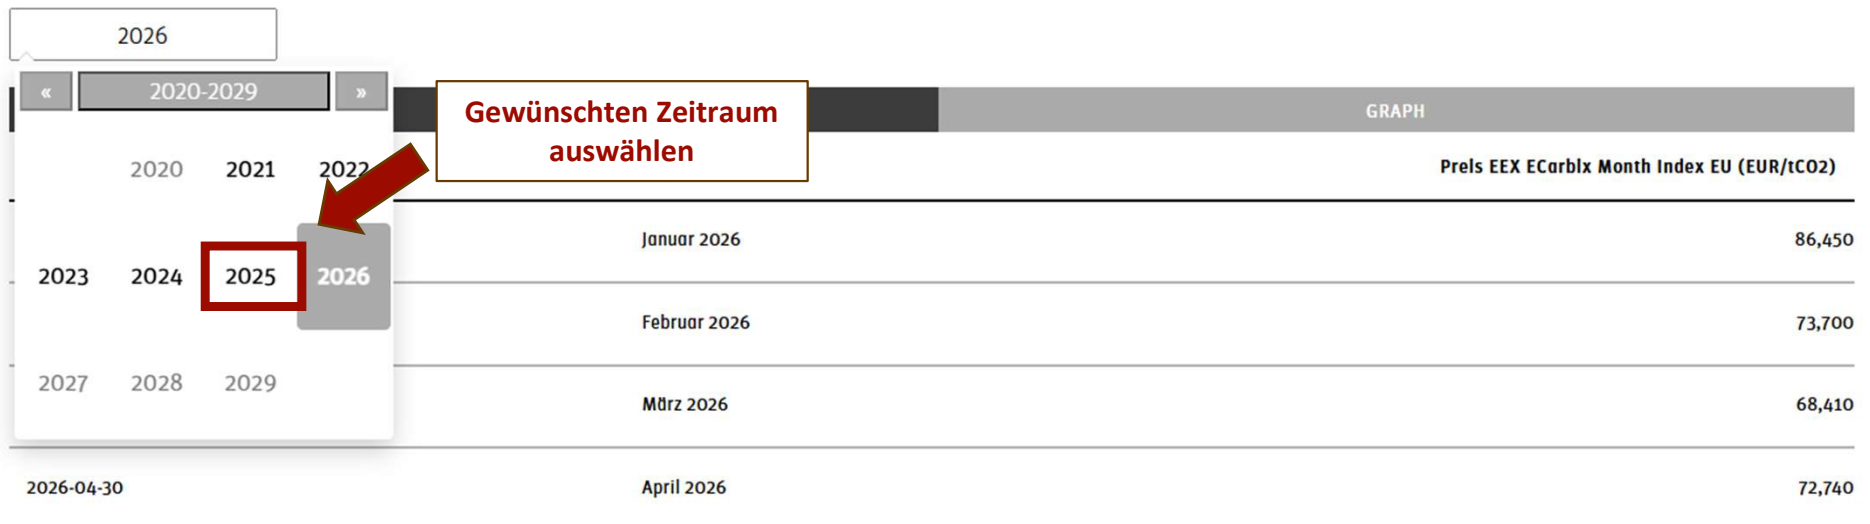 2026
« 2020-2029 »
Gewünschten Zeitraum
auswählen
GRAPH
2020 2021 2022
Preis EEX ECarbix Month Index EU (EUR/tCO2)
Januar 2026 86,450
2023 2024 2025 2026
Februar 2026 73,700
2027 2028 2029
März 2026 68,410
2026-04-30 April 2026 72,740